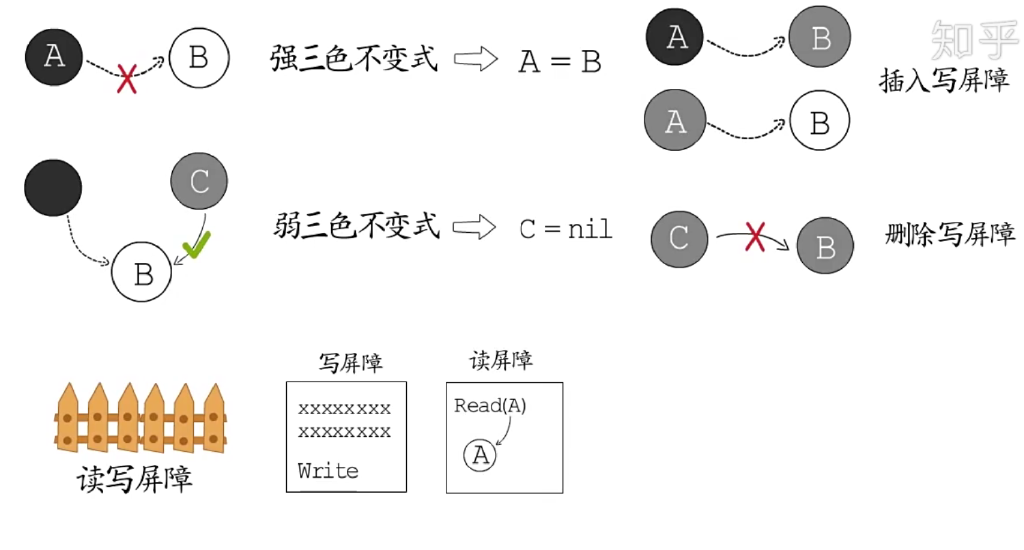 A
B
强三色不变式
A = B
A
B
知乎
插入写屏障
A
B
C
B
弱三色不变式
C = nil
C
B
删除写屏障
读写屏障
写屏障
xxxxxxxx
xxxxxxxx
Write
读屏障
Read(A)
A